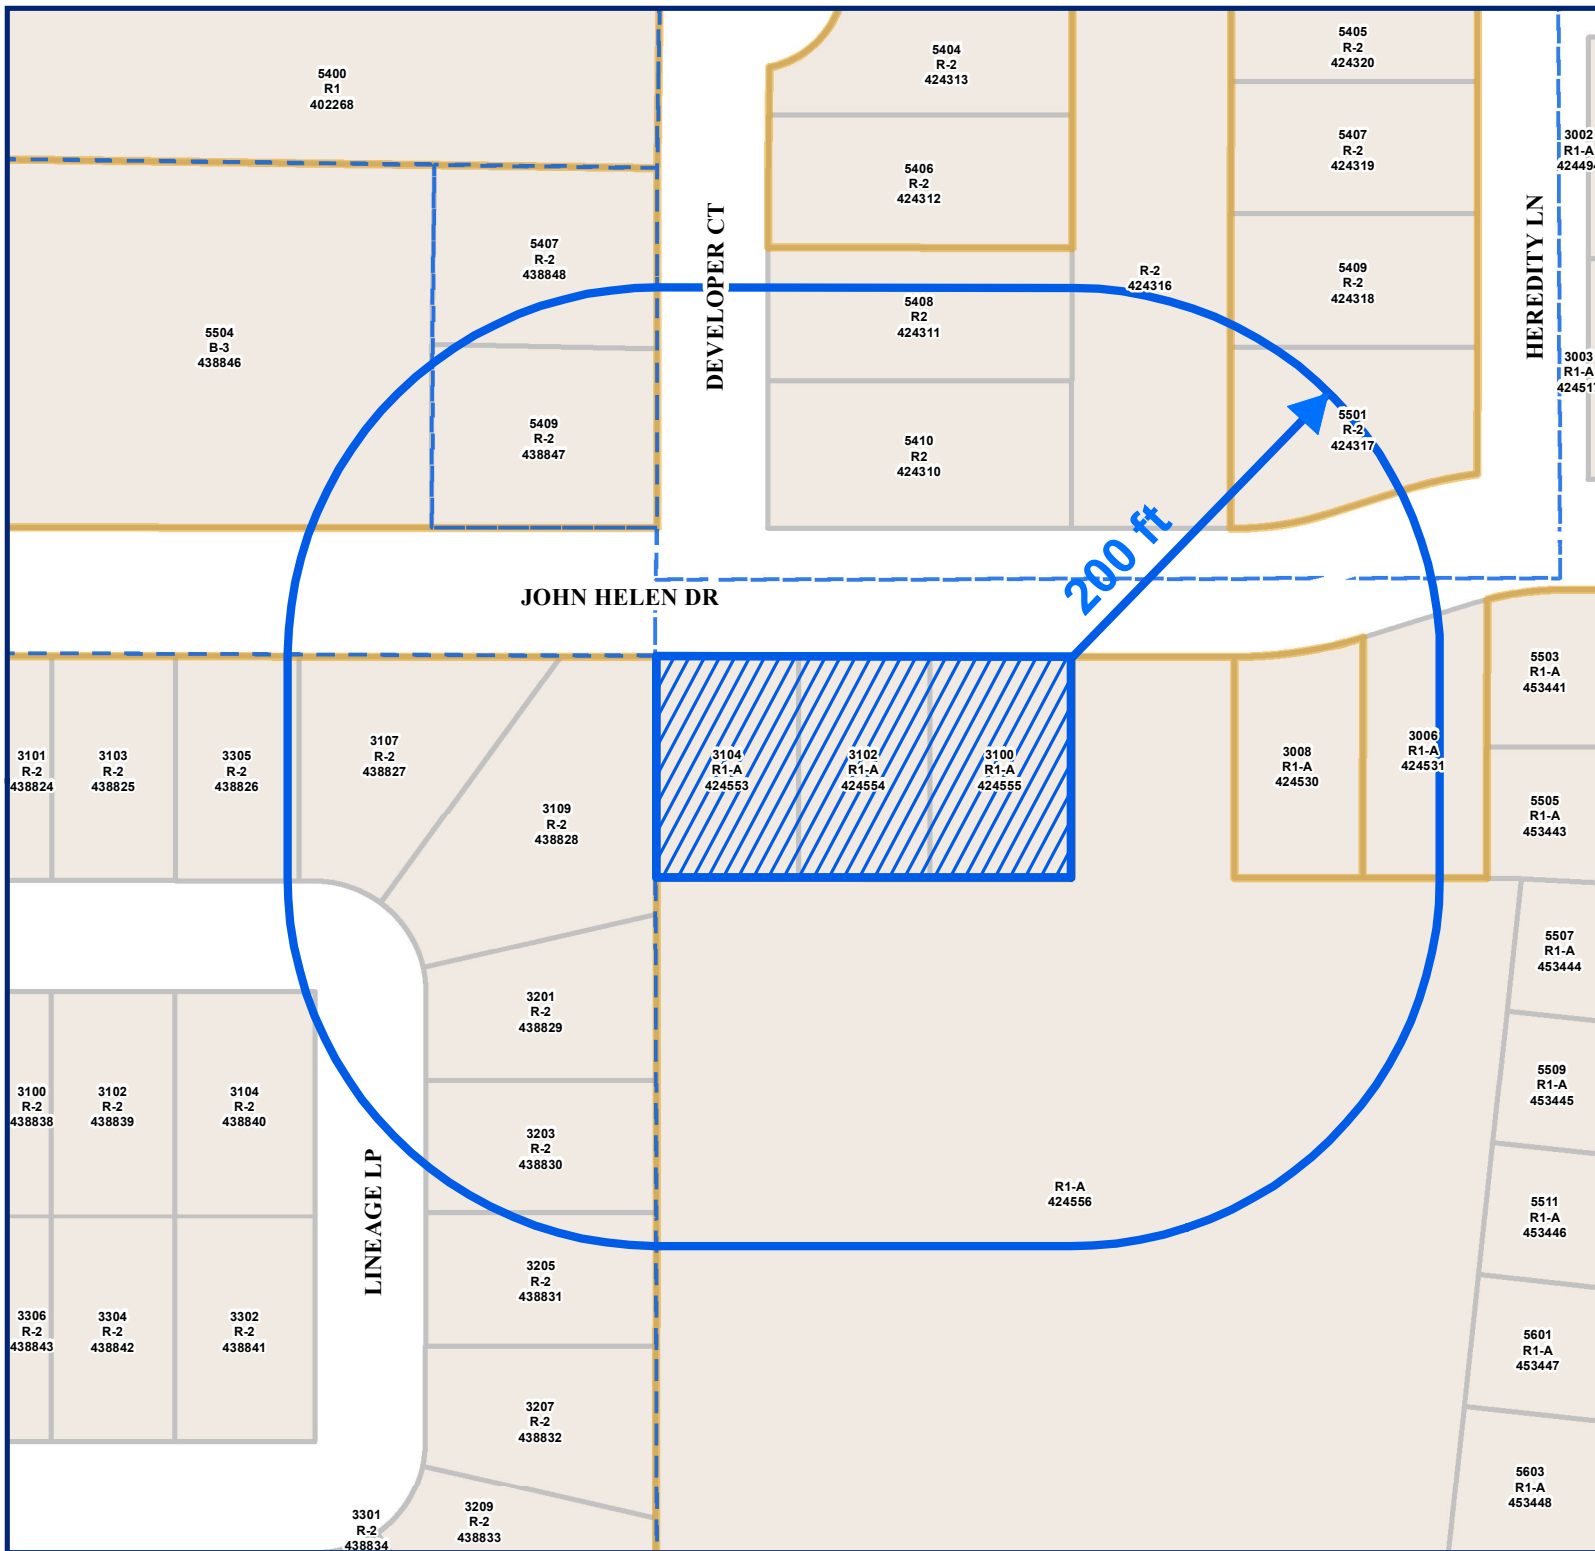 5400
R1
402268
5404
R-2
424313
5405
R-2
424320
5406
R-2
424312
5407
R-2
424319
3002
R1-A
424494
5407
R-2
438848
DEVELOPER CT
R-2
424316
5409
R-2
424318
HEREDITY LN
5504
B-3
438846
5408
R2
424311
3003
R1-A
424517
5409
R-2
438847
5410
R2
424310
5501
R-2
424317
200 ft
JOHN HELEN DR
3101
R-2
438824
3103
R-2
438825
3305
R-2
438826
3107
R-2
438827
3109
R-2
438828
3104
R1-A
424553
3102
R1-A
424554
3100
R1-A
424555
3008
R1-A
424530
3006
R1-A
424531
5503
R1-A
453441
5505
R1-A
453443
5507
R1-A
453444
3201
R-2
438829
5509
R1-A
453445
3100
R-2
438838
3102
R-2
438839
3104
R-2
438840
3203
R-2
438830
R1-A
424556
5511
R1-A
453446
LINEAGE LP
3205
R-2
438831
3306
R-2
438843
3304
R-2
438842
3302
R-2
438841
5601
R1-A
453447
3207
R-2
438832
5603
R1-A
453448
3301
R-2
438834
3209
R-2
438833